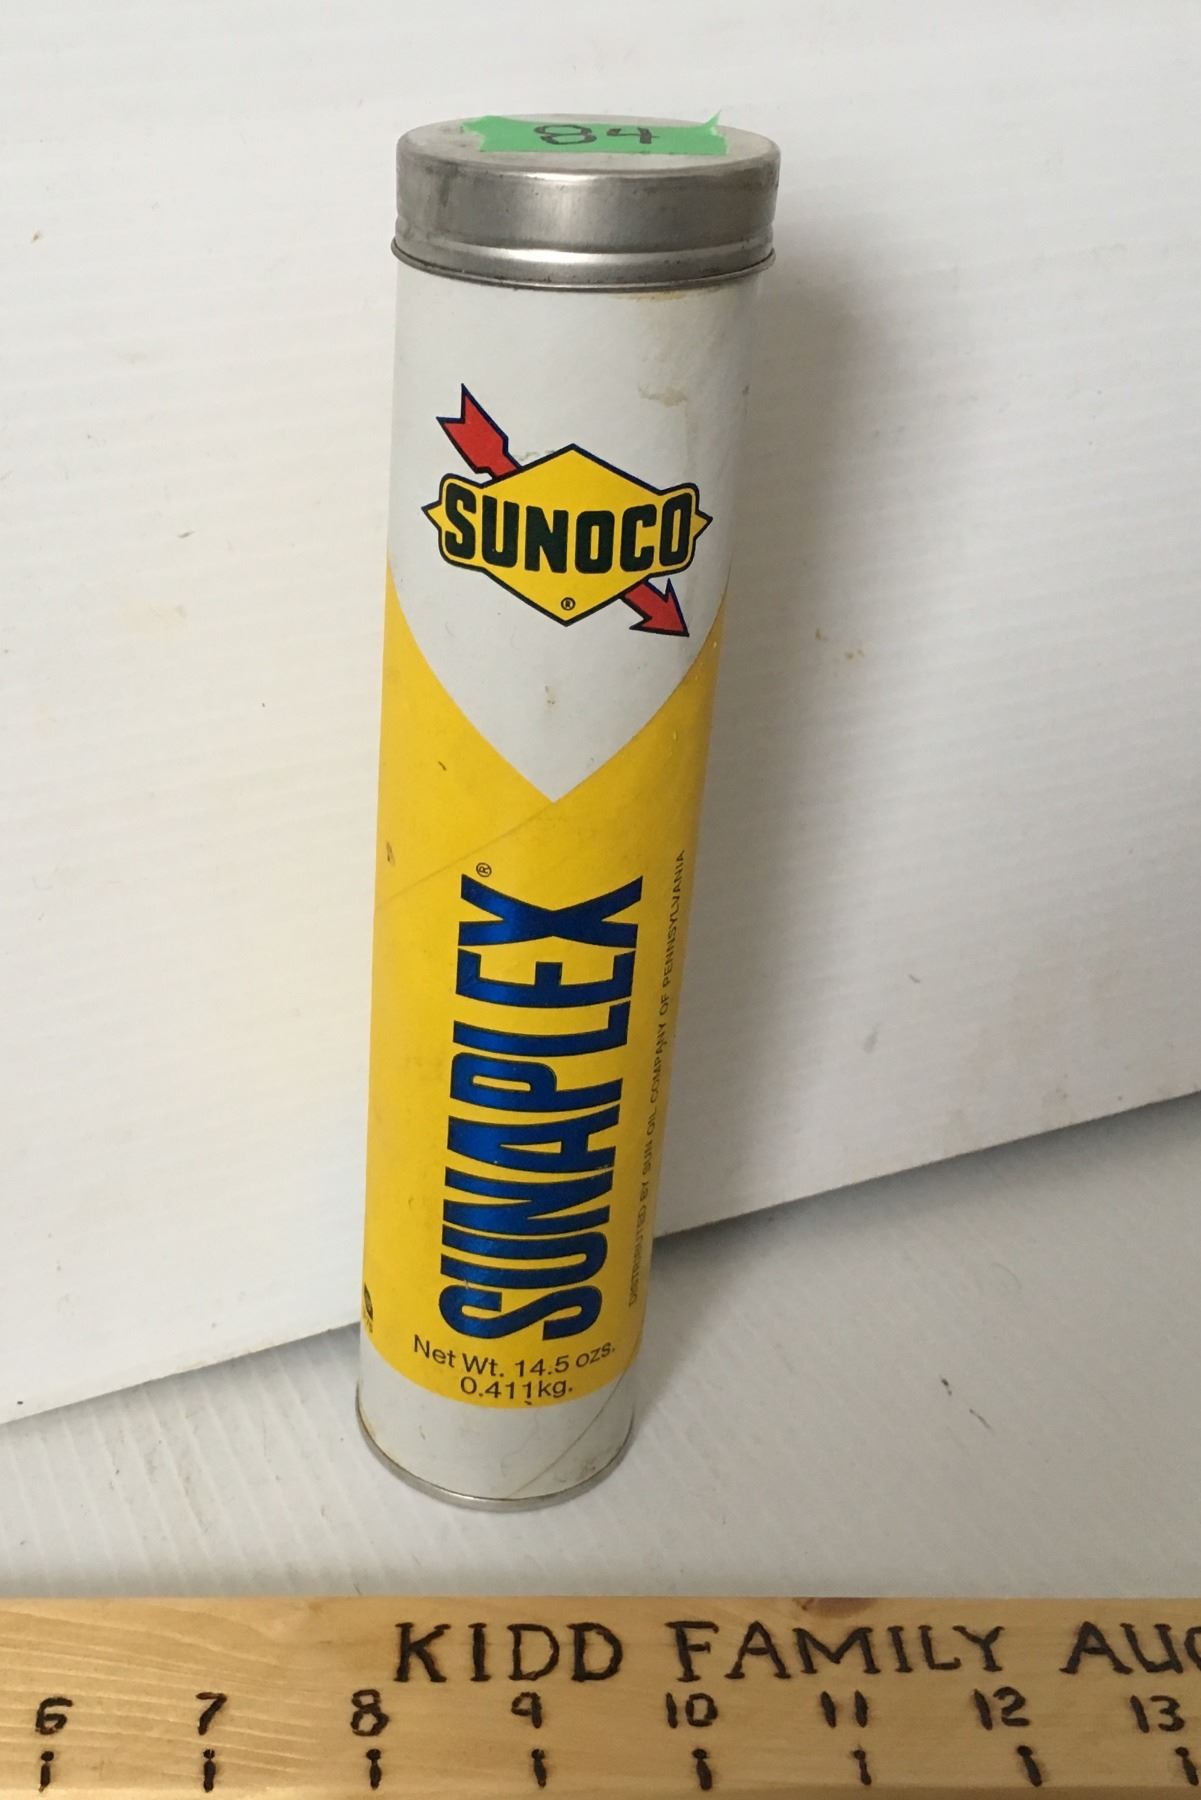 84
SUNOCO
®
SUNAPLEX®
DISTRIBUTED BY SUN OIL COMPANY OF PENNSYLVANIA
Net Wt. 14.5 ozs.
0.411kg.
KIDD FAMILY AUC
6 7 8 9 10 11 12 13